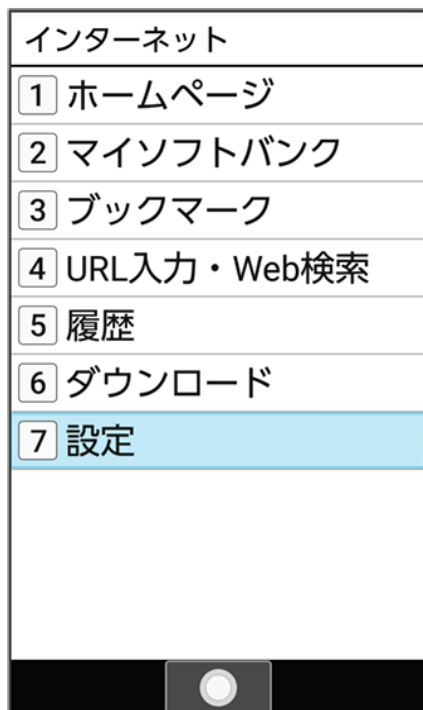 インターネット
1 ホームページ
2 マイソフトバンク
3 ブックマーク
4 URL入力・Web検索
5 履歴
6 ダウンロード
7 設定